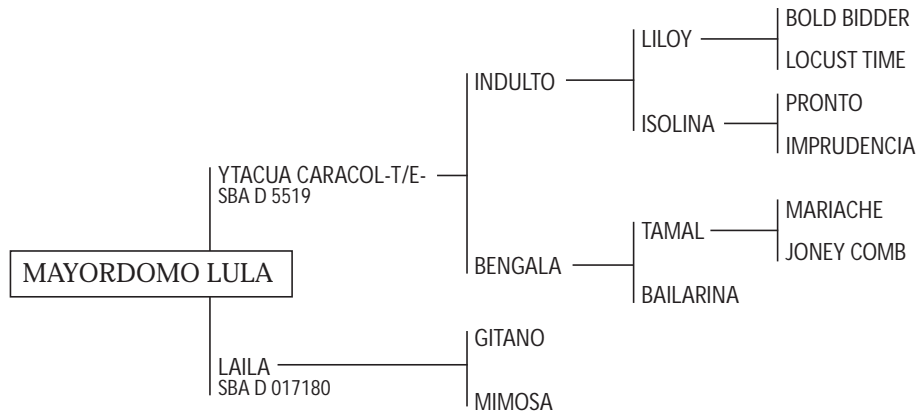 BOLD BIDDER
LILOY
LOCUST TIME
INDULTO
PRONTO
ISOLINA
IMPRUDENCIA
YTACUA CARACOL-T/E-
SBA D 5519
MARIACHE
TAMAL
JONEY COMB
BENGALA
BAILARINA
MAYORDOMO LULA
GITANO
LAILA
SBA D 017180
MIMOSA